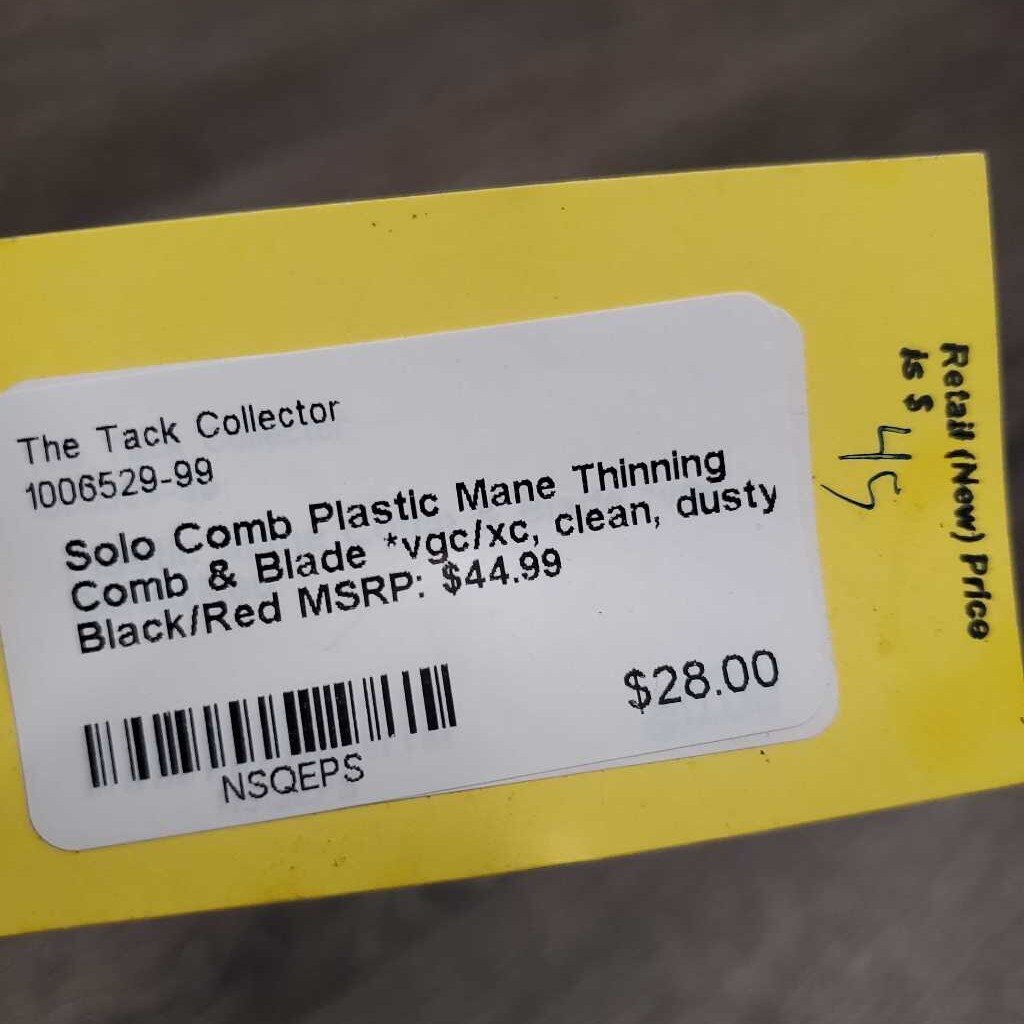 The Tack Collector
1006529-99
Solo Comb Plastic Mane Thinning
Comb & Blade *vgc/xc, clean, dusty
Black/Red MSRP: $44.99
$28.00
NSQEPS
Retail (New) Price
is $ 45